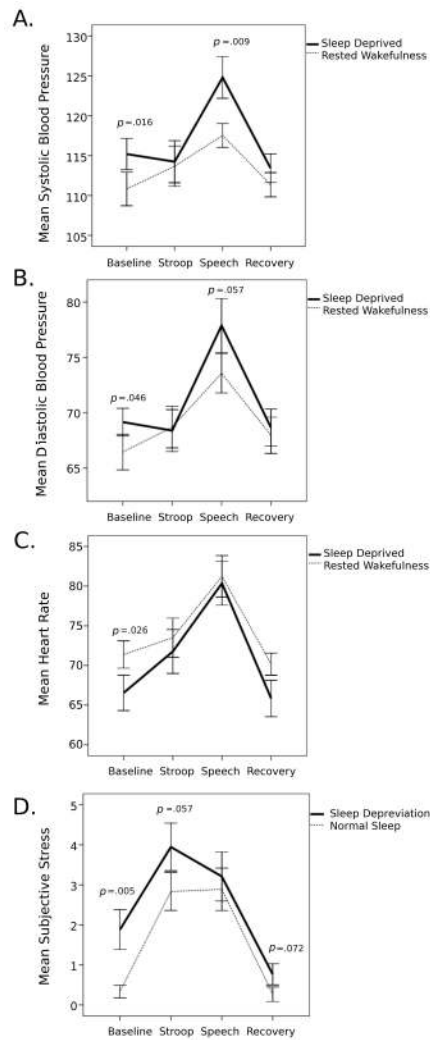 A.
Sleep Deprived
Rested Wakefulness
Mean Systolic Blood Pressure
130
125
120
115
110
105
p=.016
p=.009
Baseline Stroop Speech Recovery
B.
Sleep Deprived
Rested Wakefulness
Mean Diastolic Blood Pressure
80
75
70
65
p=.046
p=.057
Baseline Stroop Speech Recovery
C.
Sleep Deprived
Rested Wakefulness
Mean Heart Rate
85
80
75
70
65
60
p=.026
Baseline Stroop Speech Recovery
D.
Sleep Depreviation
Normal Sleep
Mean Subjective Stress
5
4
3
2
1
0
p=.005
p=.057
p=.072
Baseline Stroop Speech Recovery